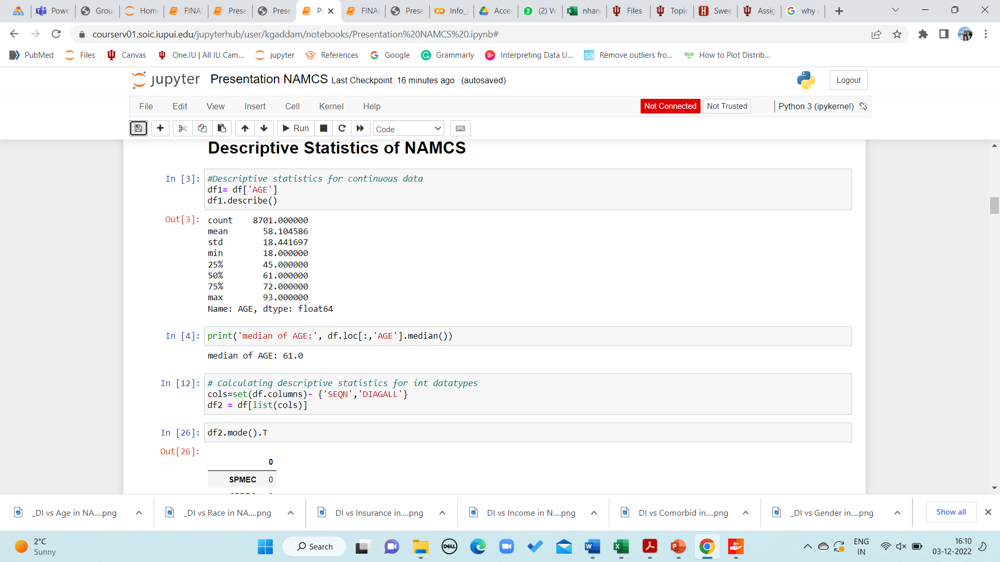 Powe
Grou
Hom
FINA
Prese
Prese
P
FINA
Prese
Info_
Acce
(2) W
nhan
Files
Topic
Swee
Assig
why
courserv01.soic.iupui.edu/jupyterhub/user/kgaddam/notebooks/Presentation%20NAMCS%20.ipynb#
PubMed
Files
Canvas
One.IU | All IU Cam...
jupyter
References
Google
Grammarly
Interpreting Data U...
sa Remove outliers fro...
How to Plot Distrib...
jupyter Presentation NAMCS Last Checkpoint: 16 minutes ago (autosaved)
Logout
File Edit View Insert Cell Kernel Help
Not Connected Not Trusted Python 3 (ipykernel)
Run Code
Descriptive Statistics of NAMCS
In [3]: #Descriptive statistics for continuous data
df1= df['AGE']
df1.describe()
Out[3]: count 8701.000000
mean 58.104586
std 18.441697
min 18.000000
25% 45.000000
50% 61.000000
75% 72.000000
max 93.000000
Name: AGE, dtype: float64
In [4]: print('median of AGE:', df.loc[:,'AGE'].median())
median of AGE: 61.0
In [12]: # Calculating descriptive statistics for int datatypes
cols=set(df.columns)- {'SEQN','DIAGALL'}
df2 = df[list(cols)]
In [26]: df2.mode().T
Out[26]:
0
SPMEC 0
_DI vs Age in NA....png
_DI vs Race in NA....png
DI vs Insurance in....png
DI vs Income in N....png
DI vs Comorbid in....png
_DI vs Gender in....png
Show all
2°C
Sunny
Search
DELL
ENG
IN
16:10
03-12-2022